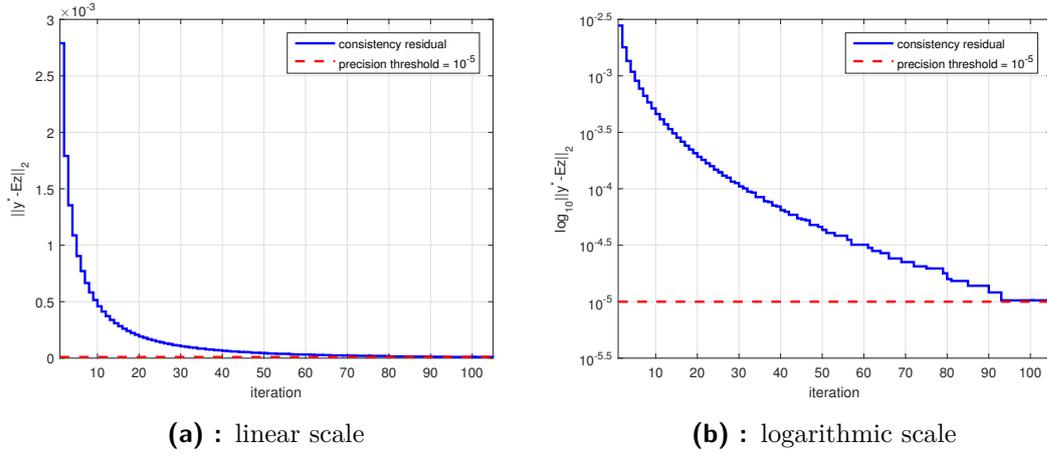 ×10⁻³
3
2.5
2
1.5
1
0.5
0
||y*-Ez||₂
consistency residual
precision threshold = 10⁻⁵
10 20 30 40 50 60 70 80 90 100
iteration
(a) : linear scale
10⁻²·⁵
10⁻³
10⁻³·⁵
10⁻⁴
10⁻⁴·⁵
10⁻⁵
10⁻⁵·⁵
log₁₀||y*-Ez||₂
consistency residual
precision threshold = 10⁻⁵
10 20 30 40 50 60 70 80 90 100
iteration
(b) : logarithmic scale